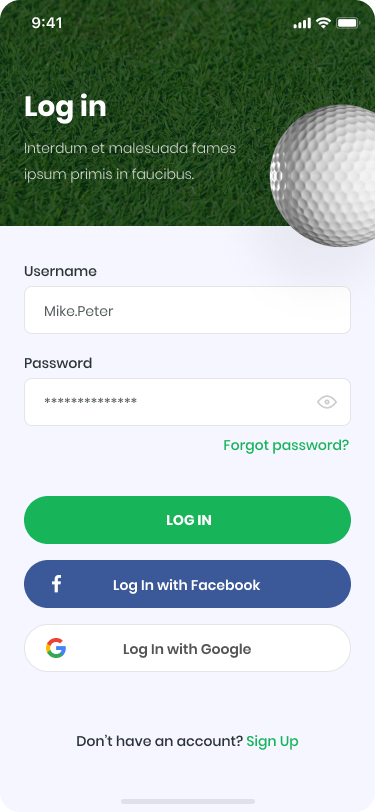 9:41
Log in
Interdum et malesuada fames
ipsum primis in faucibus.
Username
Mike.Peter
Password
**************
Forgot password?
LOG IN
Log In with Facebook
Log In with Google
Don't have an account? Sign Up